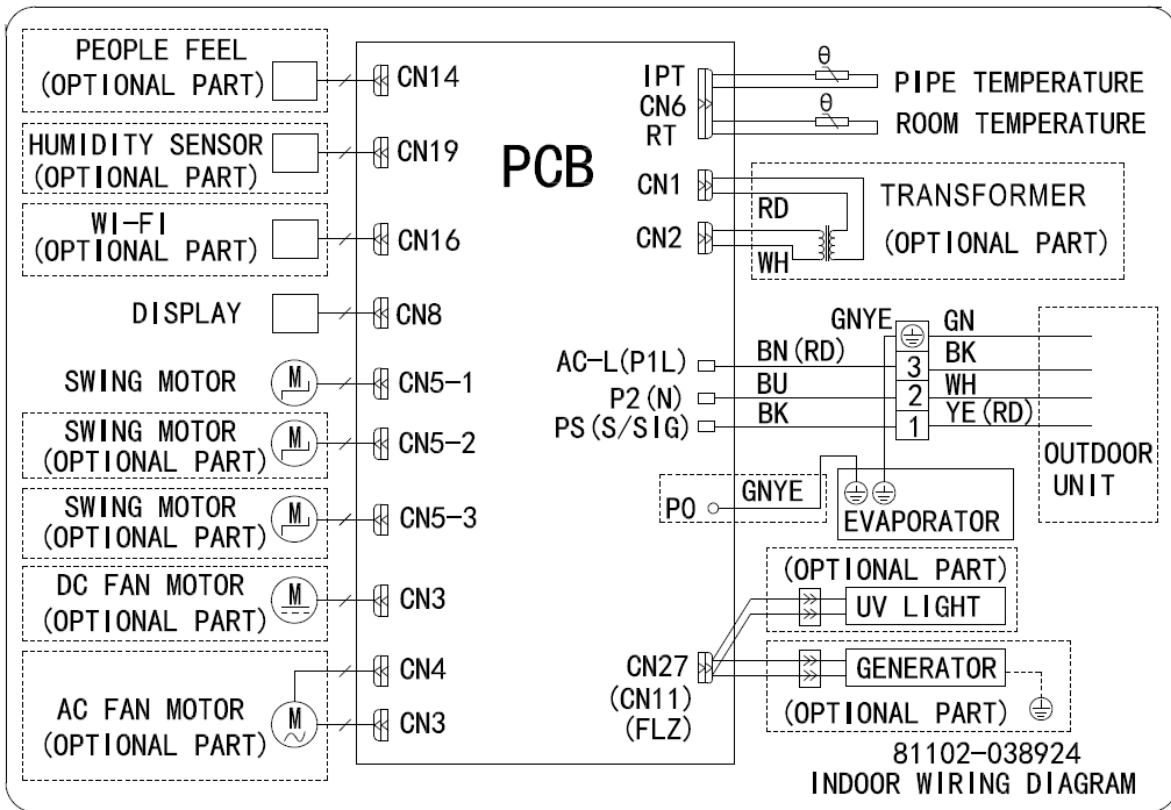 PEOPLE FEEL
(OPTIONAL PART)
CN14
HUMIDITY SENSOR
(OPTIONAL PART)
CN19
WI-FI
(OPTIONAL PART)
CN16
DISPLAY
CN8
SWING MOTOR
M
CN5-1
SWING MOTOR
(OPTIONAL PART)
M
CN5-2
SWING MOTOR
(OPTIONAL PART)
M
CN5-3
DC FAN MOTOR
(OPTIONAL PART)
M
CN3
AC FAN MOTOR
(OPTIONAL PART)
M
CN4
CN3
PCB
IPT
CN6
RT
θ
PIPE TEMPERATURE
θ
ROOM TEMPERATURE
CN1
CN2
RD
WH
TRANSFORMER
(OPTIONAL PART)
AC-L(P1L)
BN(RD)
P2(N)
BU
PS(S/SIG)
BK
GNYE
3
2
1
GN
BK
WH
YE(RD)
OUTDOOR
UNIT
P0
GNYE
EVAPORATOR
(OPTIONAL PART)
UV LIGHT
CN27
(CN11)
(FLZ)
GENERATOR
(OPTIONAL PART)
81102-038924
INDOOR WIRING DIAGRAM